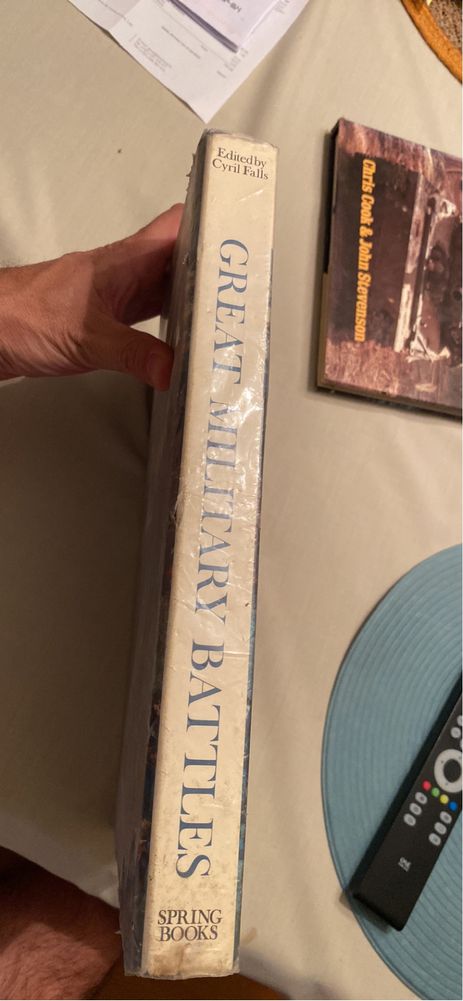 Edited by
Cyril Falls
GREAT MILITARY BATTLES
SPRING
BOOKS
Chris Cook & John Stevenson